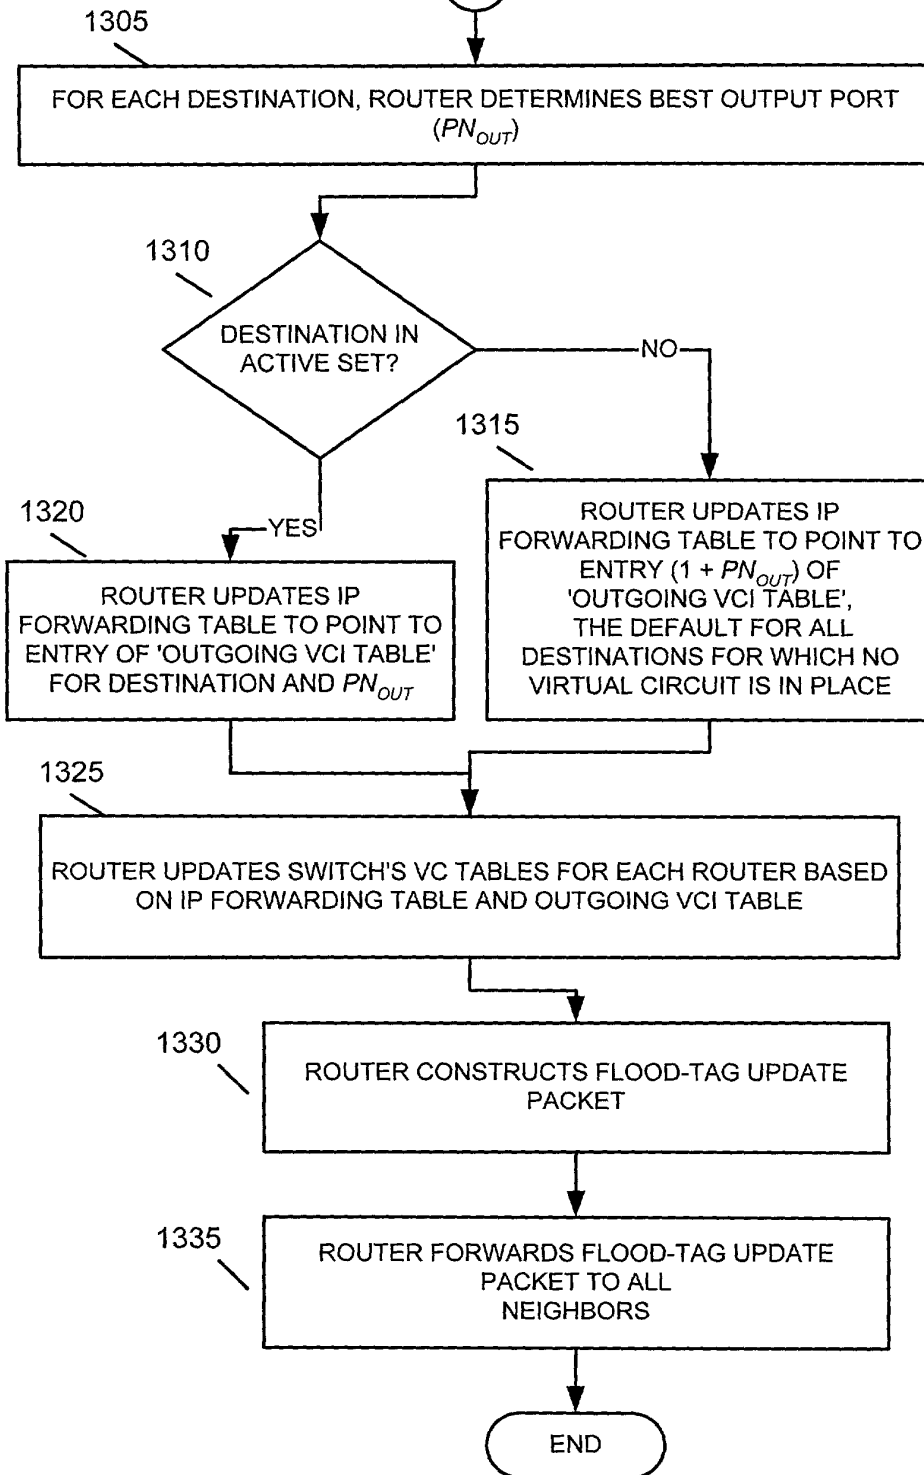 1305
FOR EACH DESTINATION, ROUTER DETERMINES BEST OUTPUT PORT
(PN_OUT)
1310
DESTINATION IN
ACTIVE SET?
NO
1315
ROUTER UPDATES IP
FORWARDING TABLE TO POINT TO
ENTRY (1 + PN_OUT) OF
'OUTGOING VCI TABLE',
THE DEFAULT FOR ALL
DESTINATIONS FOR WHICH NO
VIRTUAL CIRCUIT IS IN PLACE
1320
YES
ROUTER UPDATES IP
FORWARDING TABLE TO POINT TO
ENTRY OF 'OUTGOING VCI TABLE'
FOR DESTINATION AND PN_OUT
1325
ROUTER UPDATES SWITCH'S VC TABLES FOR EACH ROUTER BASED
ON IP FORWARDING TABLE AND OUTGOING VCI TABLE
1330
ROUTER CONSTRUCTS FLOOD-TAG UPDATE
PACKET
1335
ROUTER FORWARDS FLOOD-TAG UPDATE
PACKET TO ALL
NEIGHBORS
END